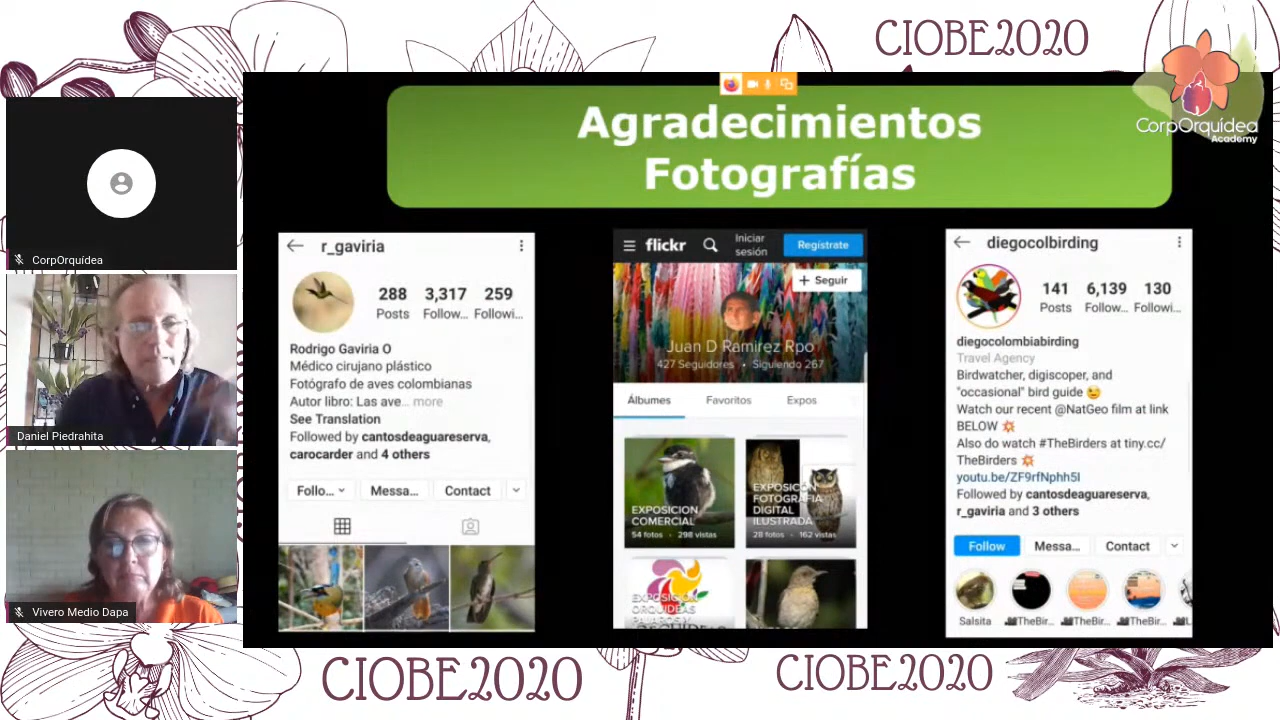 CIOBE2020
CorpOrquídea
Academy
Agradecimientos
Fotografías
CorpOrquídea
Daniel Piedrahita
Vivero Medio Dapa
r_gaviria
288 3,317 259
Posts Follow... Followi...
Rodrigo Gaviria O
Médico cirujano plástico
Fotógrafo de aves colombianas
Autor libro: Las ave... more
See Translation
Followed by cantosdeaguareserva,
carocarder and 4 others
Follo... Messa... Contact
flickr
Iniciar
sesión
Regístrate
+ Seguir
Juan D Ramirez Rpo
427 Seguidores • Siguiendo 267
Álbumes Favoritos Expos
EXPOSICION
COMERCIAL
54 fotos · 298 vistas
EXPOSICON
FOTOGRAFIA
DIGITAL
ILUSTRADA
28 fotos · 162 vistas
EXPOSICION
ORQUIDEAS
PAJAROS Y
diegocolbirding
141 6,139 130
Posts Follow... Followi...
diegocolombiabirding
Travel Agency
Birdwatcher, digiscoper, and
"occasional" bird guide 😉
Watch our recent @NatGeo film at link
BELOW 💥
Also do watch #TheBirders at tiny.cc/
TheBirders 💥
youtu.be/ZF9rfNphh5I
Followed by cantosdeaguareserva,
r_gaviria and 3 others
Follow Messa... Contact
Salsita 🎥TheBir... 🎥TheBir... 🎥TheBir...
CIOBE2020
CIOBE2020